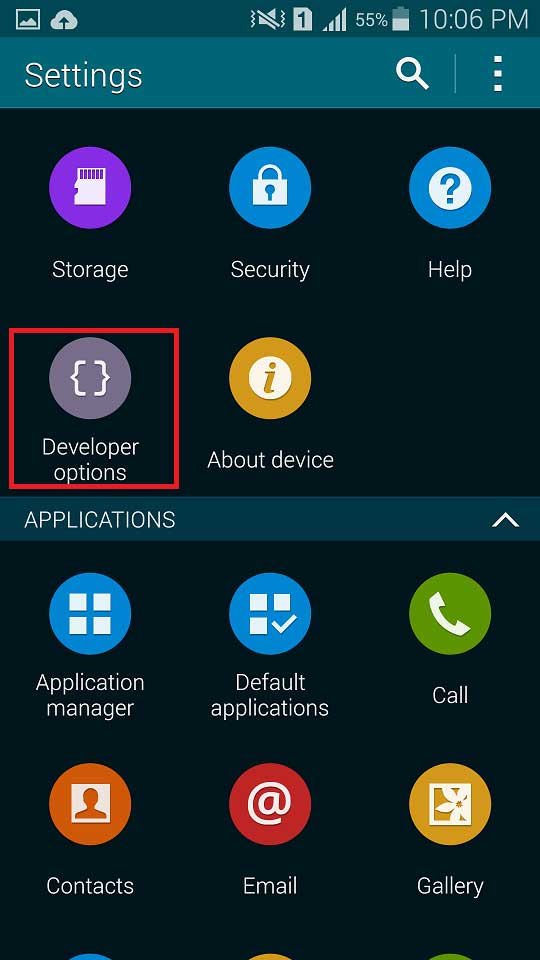 1 55% 10:06 PM
Settings
Storage Security Help
Developer
options
About device
APPLICATIONS
Application
manager
Default
applications
Call
Contacts Email Gallery